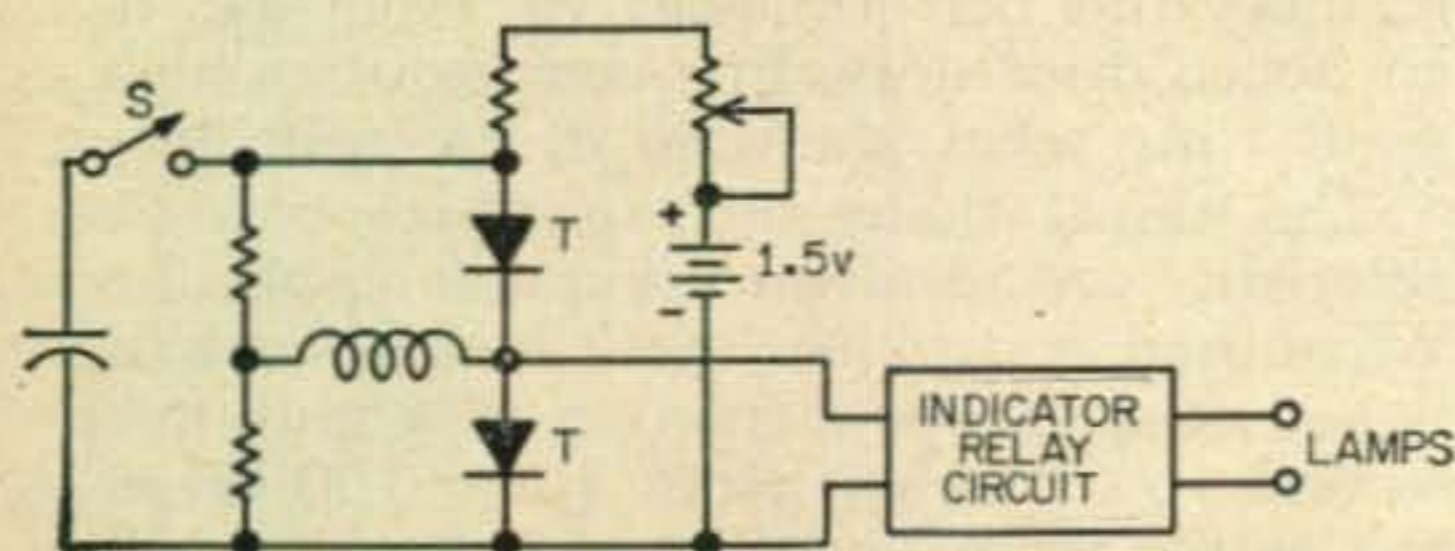 S
T
+
1.5v
-
T
INDICATOR
RELAY
CIRCUIT
LAMPS